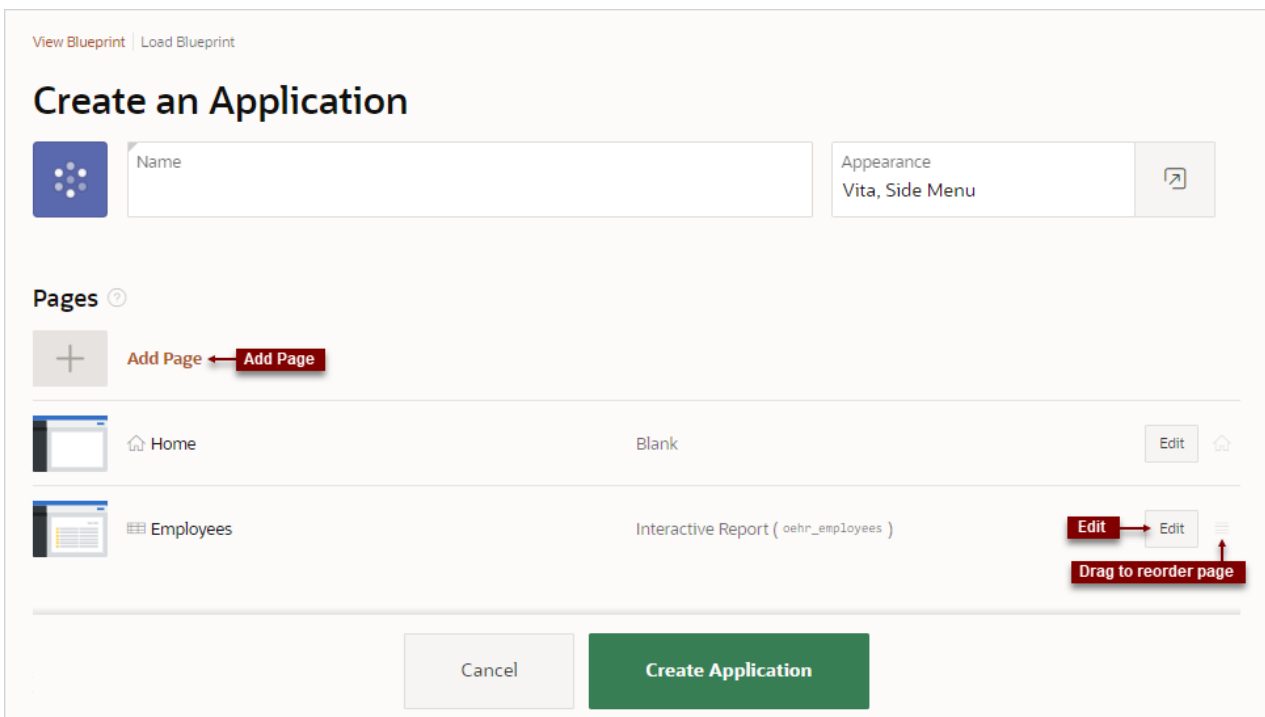 View Blueprint Load Blueprint
Create an Application
Name
Appearance
Vita, Side Menu
Pages ?
Add Page Add Page
Home Blank Edit
Employees Interactive Report ( oehr_employees ) Edit Edit
Drag to reorder page
Cancel Create Application